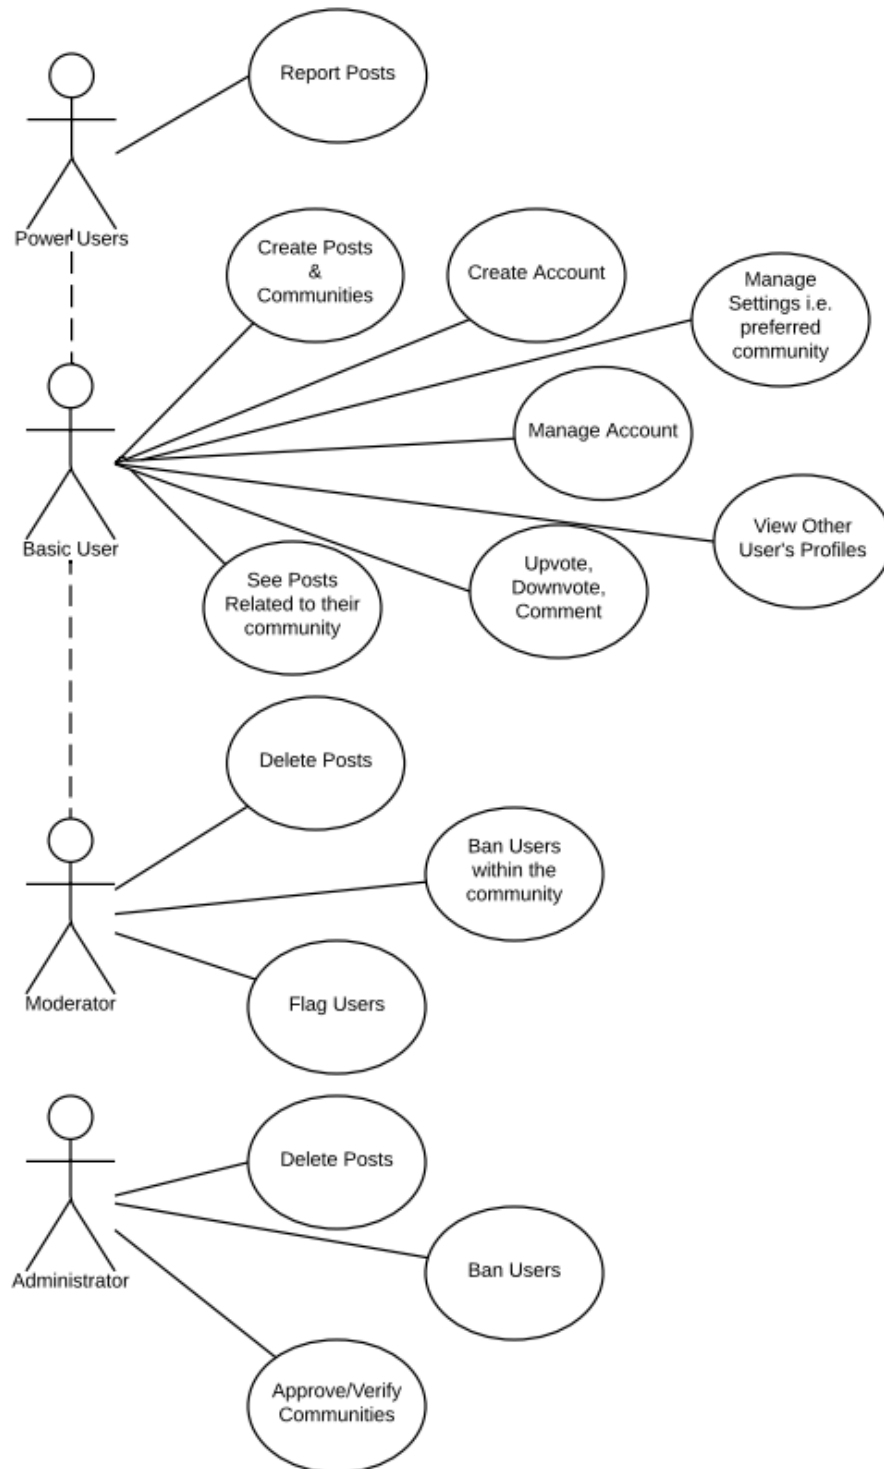 Report Posts
Power Users
Create Posts
&
Communities
Create Account
Manage
Settings i.e.
preferred
community
Manage Account
Basic User
View Other
User's Profiles
See Posts
Related to their
community
Upvote,
Downvote,
Comment
Delete Posts
Ban Users
within the
community
Moderator
Flag Users
Delete Posts
Administrator
Ban Users
Approve/Verify
Communities